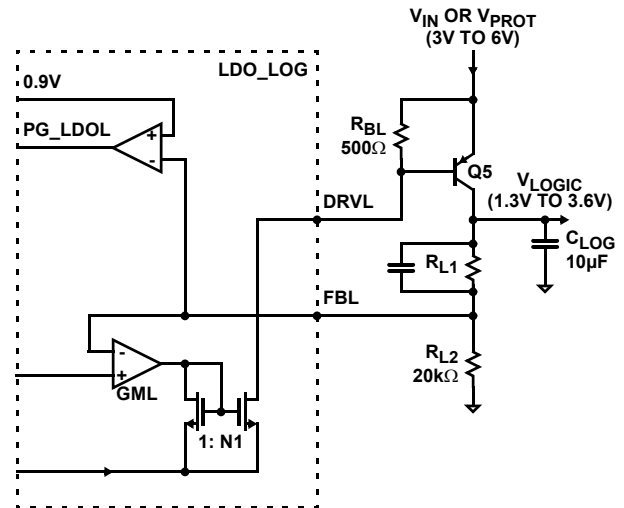 V_IN OR V_PROT
(3V TO 6V)
LDO_LOG
0.9V
PG_LDOL
+
-
R_BL
500Ω
Q5
DRVL
V_LOGIC
(1.3V TO 3.6V)
C_LOG
10µF
R_L1
FBL
-
+
GML
R_L2
20kΩ
1: N1